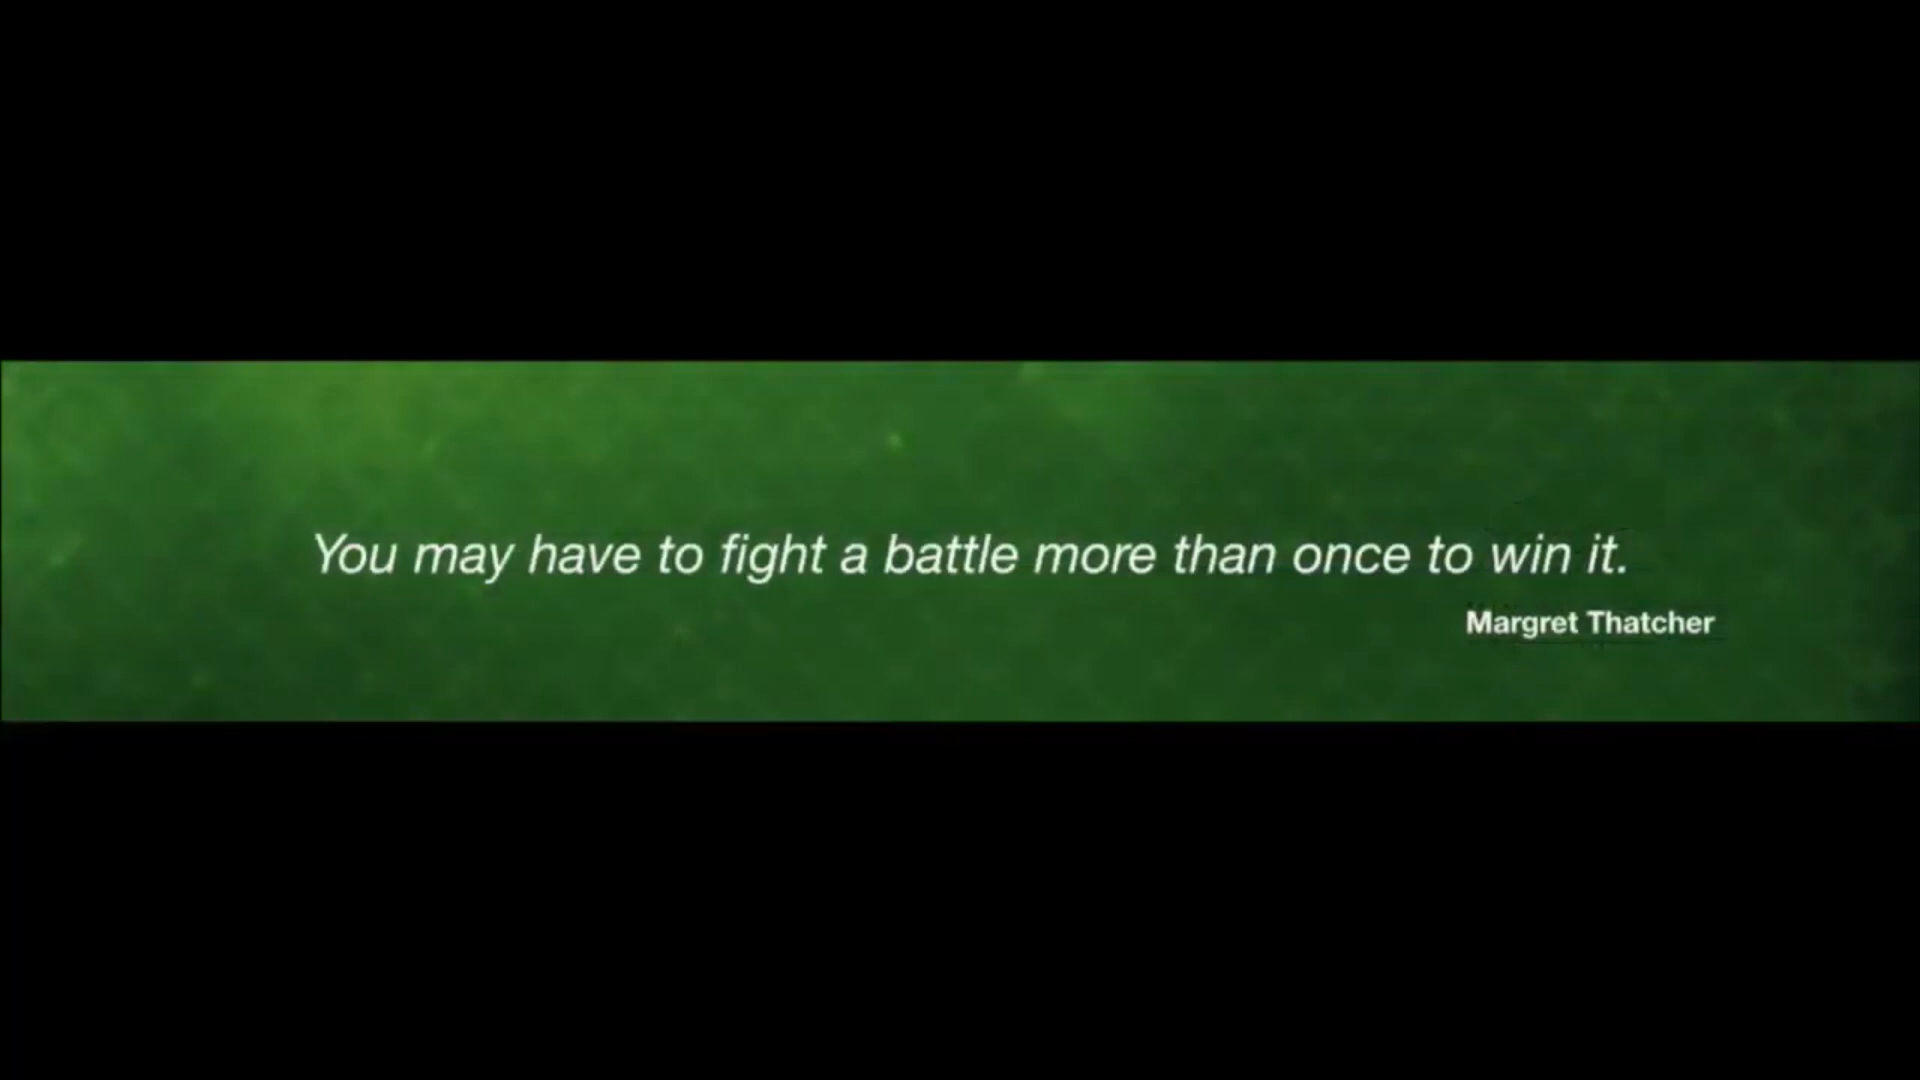 You may have to fight a battle more than once to win it.
Margret Thatcher